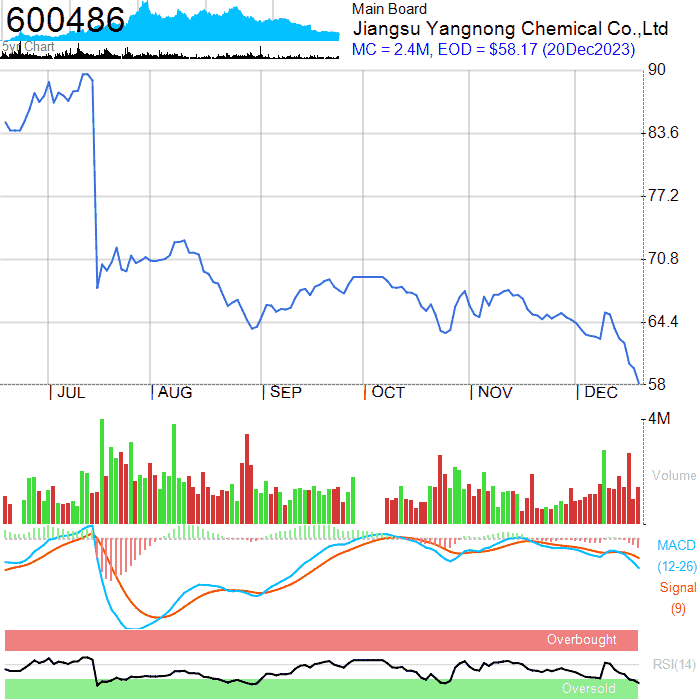 600486
5yr Chart
Main Board
Jiangsu Yangnong Chemical Co.,Ltd
MC = 2.4M, EOD = $58.17 (20Dec2023)
90
83.6
77.2
70.8
64.4
58
JUL AUG SEP OCT NOV DEC
4M
Volume
MACD
(12-26)
Signal
(9)
Overbought
RSI(14)
Oversold